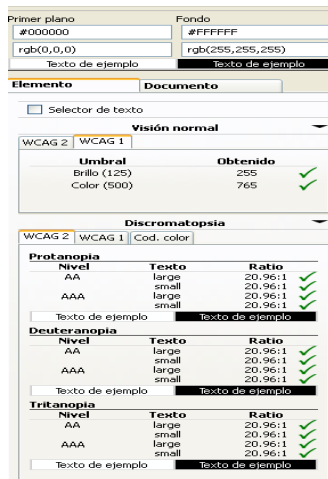 Primer plano Fondo
#000000 #FFFFFF
rgb(0,0,0) rgb(255,255,255)
Texto de ejemplo Texto de ejemplo
Elemento Documento
Selector de texto
Visión normal
WCAG 2 WCAG 1
Umbral Obtenido
Brillo (125) 255
Color (500) 765
Discromatopsia
WCAG 2 WCAG 1 Cod. color
Protanopia
Nivel Texto Ratio
AA large 20.96:1
small 20.96:1
AAA large 20.96:1
small 20.96:1
Texto de ejemplo Texto de ejemplo
Deuteranopia
Nivel Texto Ratio
AA large 20.96:1
small 20.96:1
AAA large 20.96:1
small 20.96:1
Texto de ejemplo Texto de ejemplo
Tritanopia
Nivel Texto Ratio
AA large 20.96:1
small 20.96:1
AAA large 20.96:1
small 20.96:1
Texto de ejemplo Texto de ejemplo